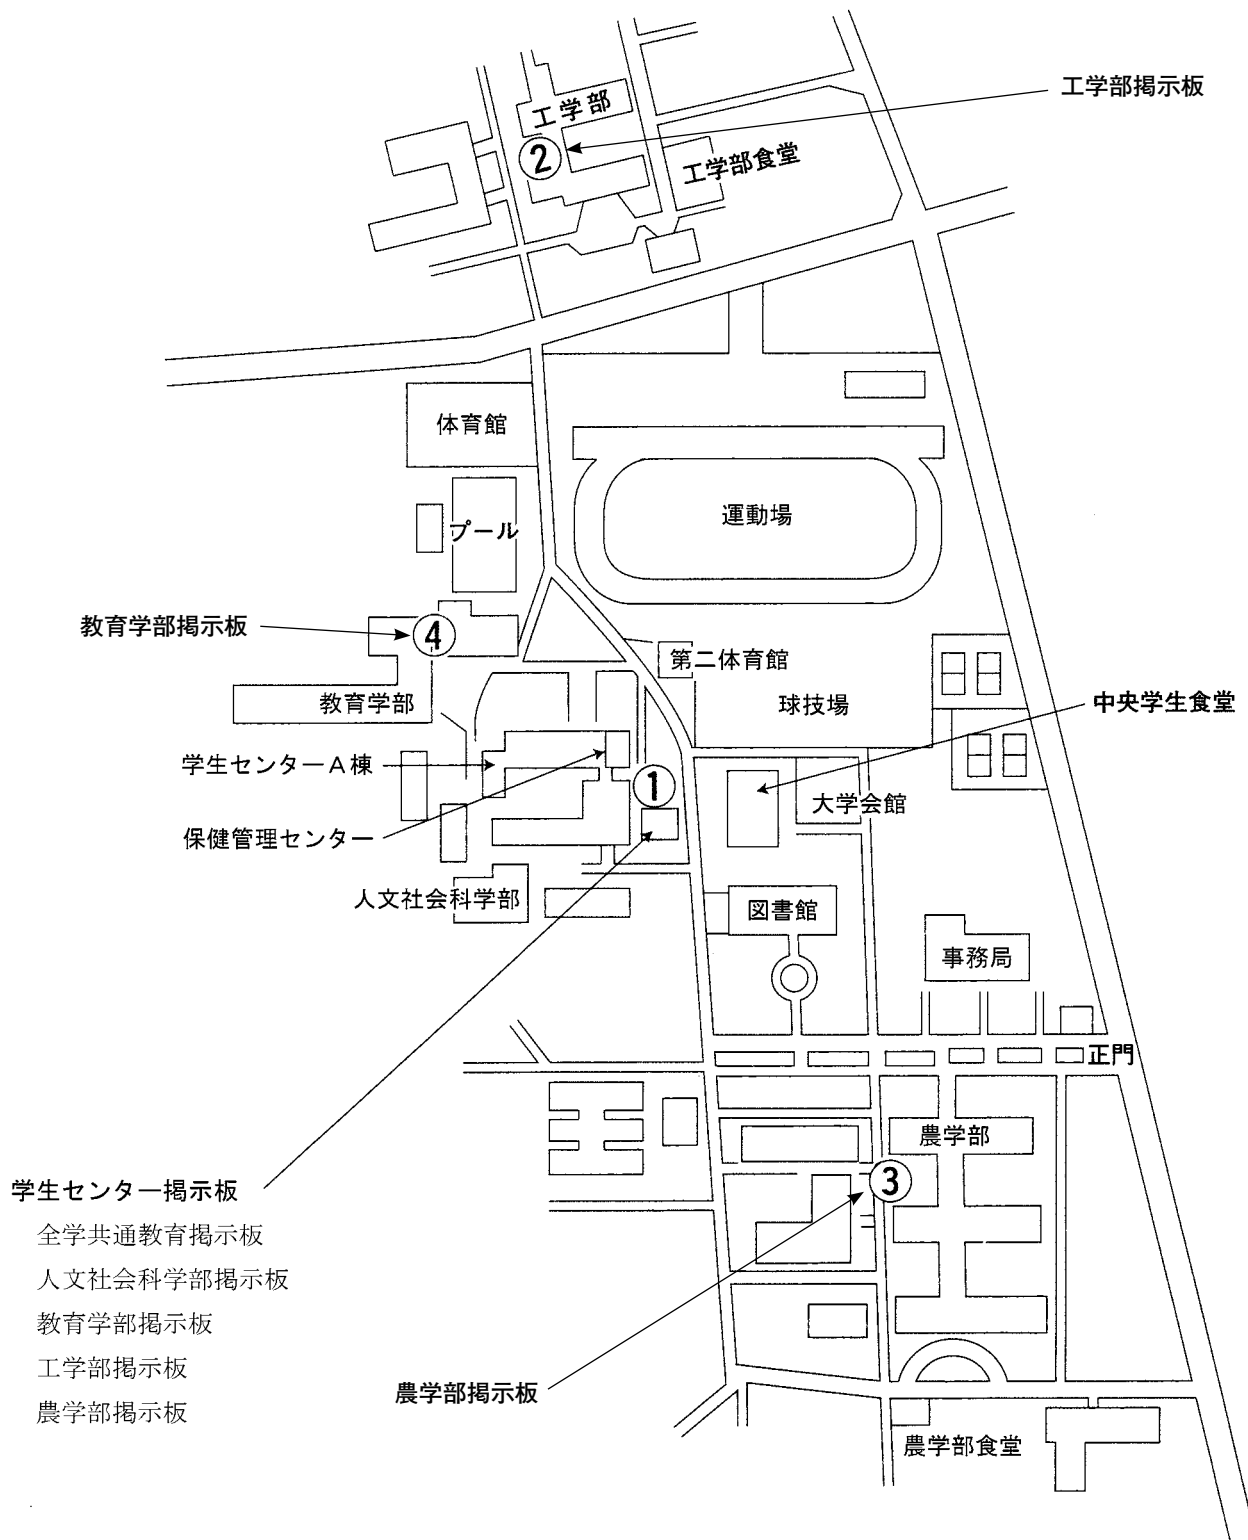 工学部掲示板
工学部
②
工学部食堂
体育館
運動場
プール
教育学部掲示板
④
第二体育館
教育学部
球技場
中央学生食堂
学生センターA棟
①
大学会館
保健管理センター
人文社会科学部
図書館
事務局
正門
農学部
③
学生センター掲示板
全学共通教育掲示板
人文社会科学部掲示板
教育学部掲示板
工学部掲示板
農学部掲示板
農学部掲示板
農学部食堂